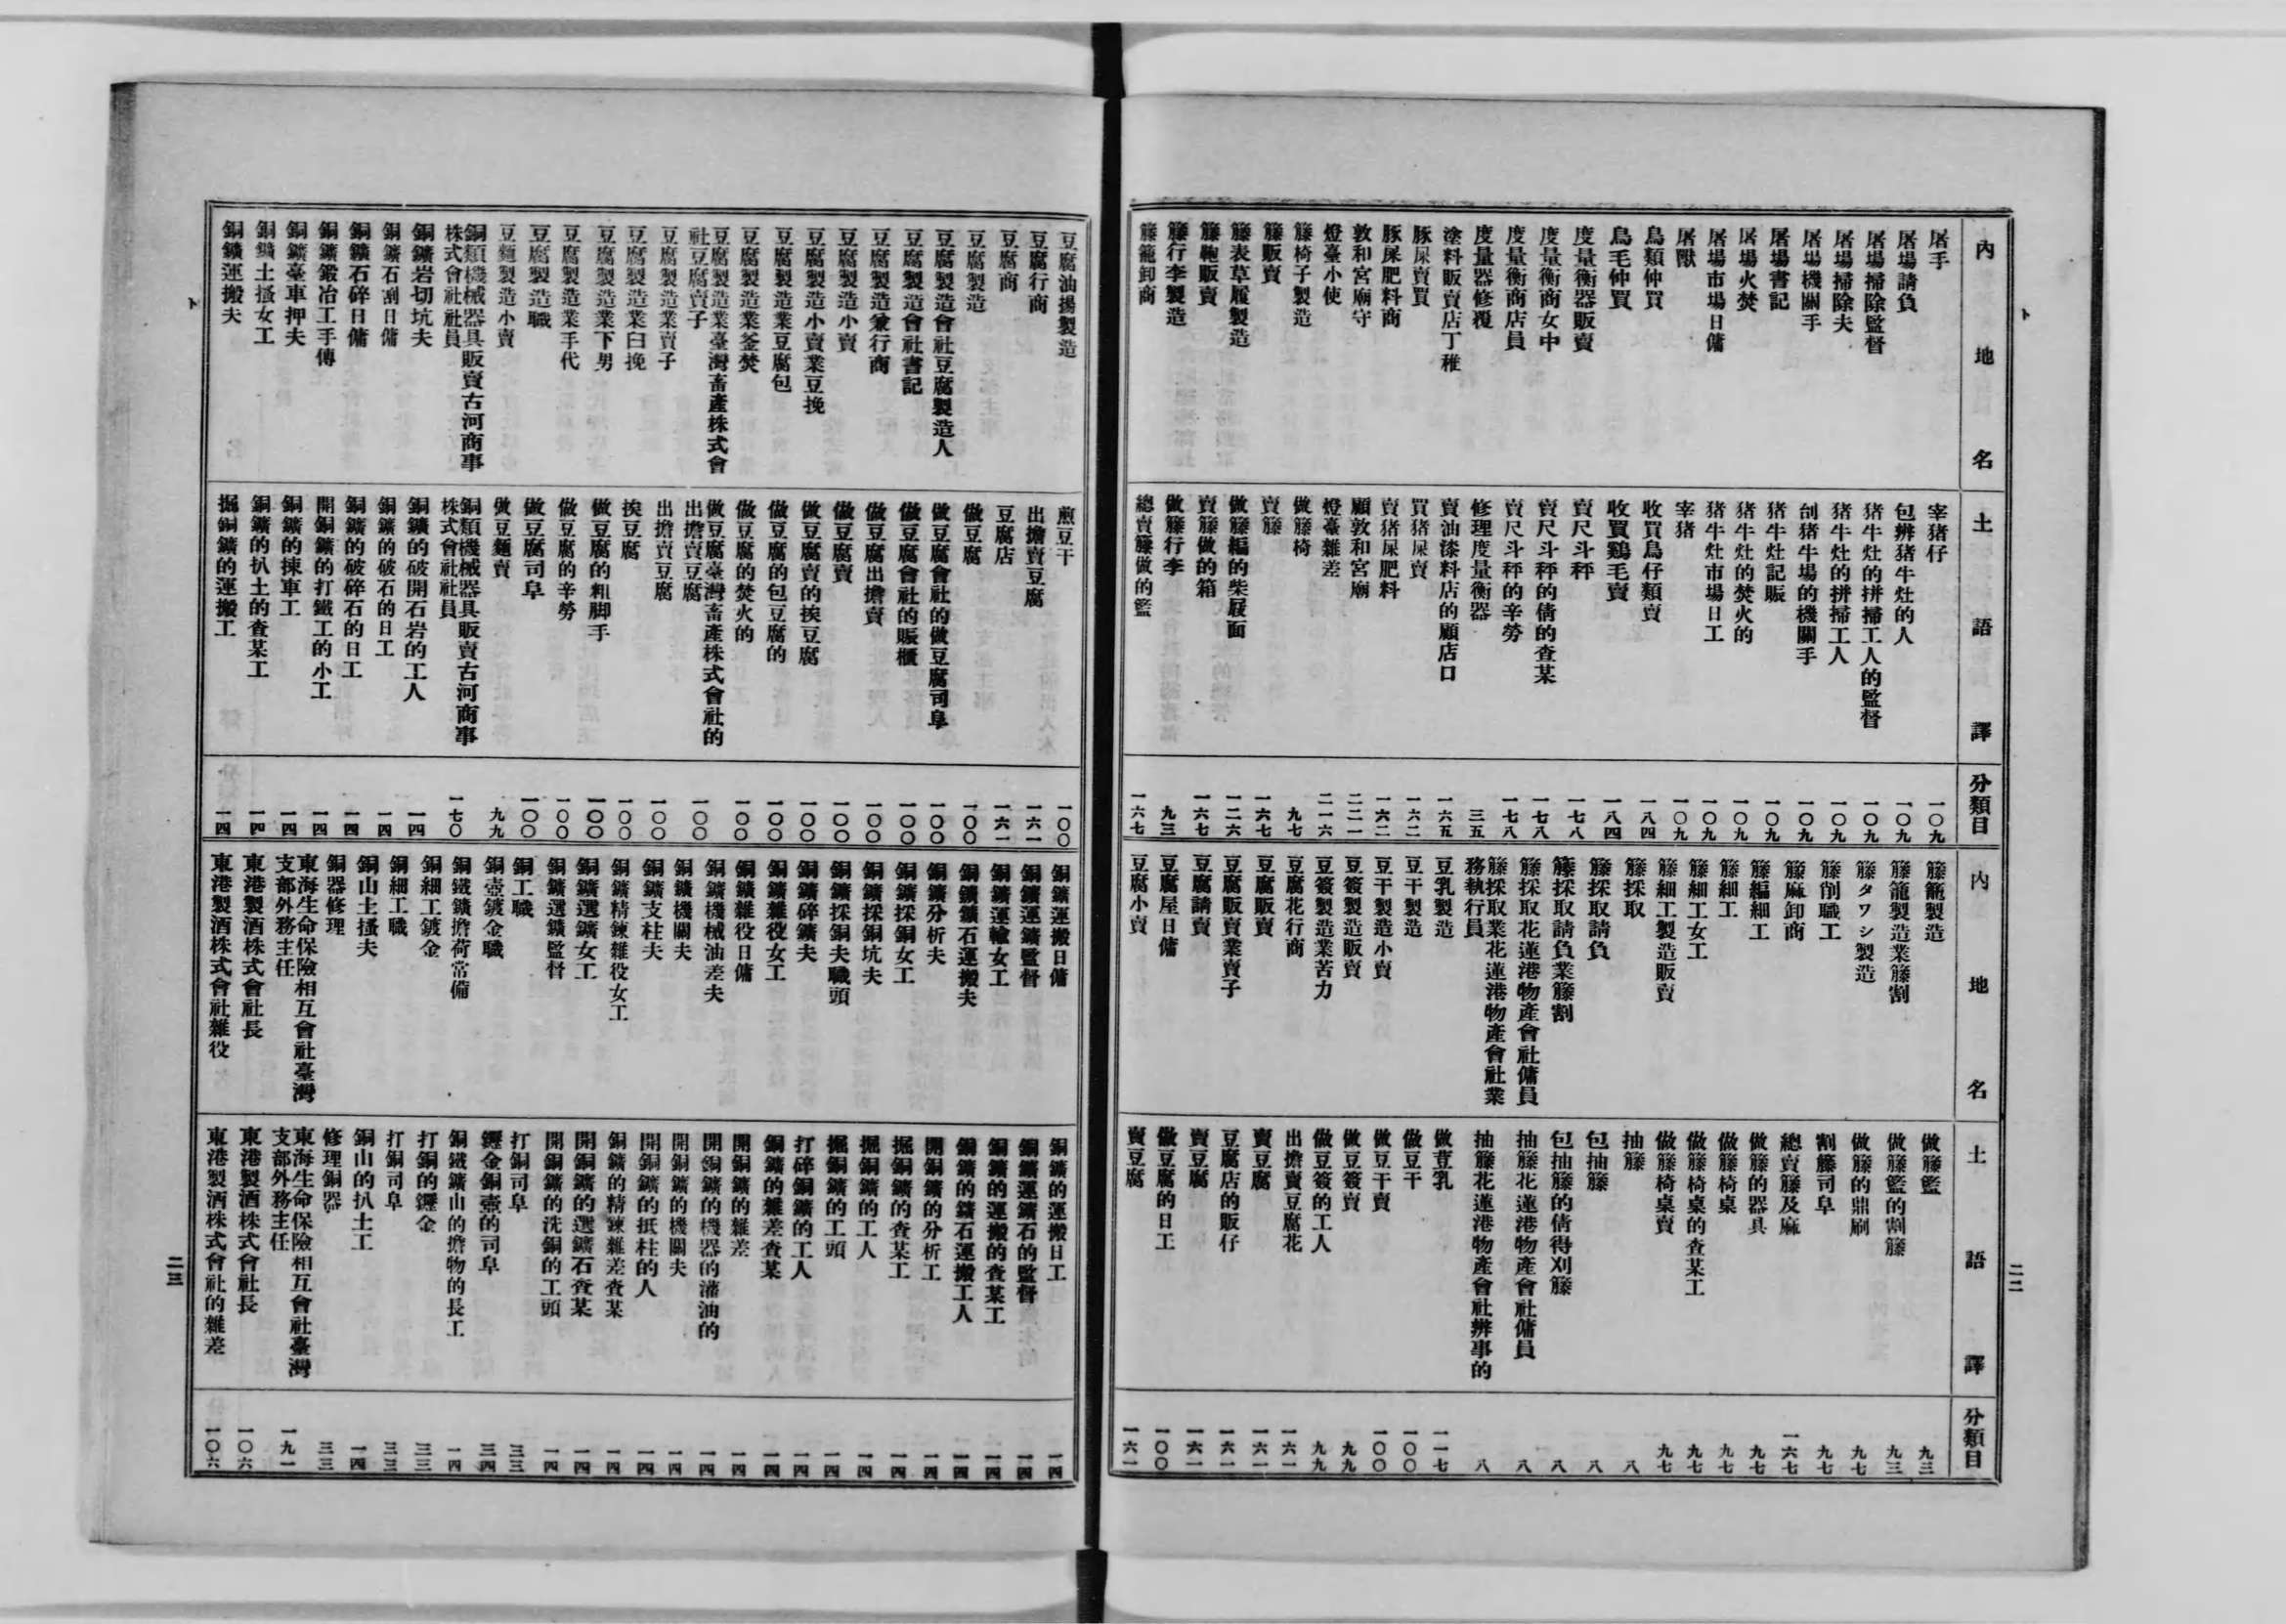 ト
內地名 土語譯 分類目
屠手 宰猪仔 一〇九
屠場請負 包辨猪牛灶的人 一〇九
屠場掃除監督 猪牛灶的拼掃工人的監督 一〇九
屠場掃除夫 猪牛灶的拼掃工人 一〇九
屠場機關手 刣猪牛場的機關手 一〇九
屠場書記 猪牛灶記賬 一〇九
屠場火焚 猪牛灶的焚火的 一〇九
屠場市場日傭 猪牛灶市場日工 一〇九
屠獸 宰猪 一〇九
鳥類仲買 收買鳥仔類賣 一八四
鳥毛仲買 收買鷄毛賣 一八四
度量衡器販賣 賣尺斗秤 一七八
度量衡商女中 賣尺斗秤的倩的查某 一七八
度量衡商店員 賣尺斗秤的辛勞 一七八
度量器修覆 修理度量衡器 三五
塗料販賣店丁稚 賣油漆料店的顧店口 一六五
豚屎賣買 買猪屎賣 一六二
豚屎肥料商 賣猪屎肥料 一六二
敦和宮廟守 顧敦和宮廟 二二一
燈臺小使 燈臺雜差 二一六
籐椅子製造 做籐椅 九七
籐販賣 賣籐 一六七
籐表草履製造 做籐編的柴屐面 一二六
籐鞄販賣 賣籐做的箱 一六七
籐行李製造 做籐行李 九三
籐籠卸商 總賣籐做的籃 一六七
內地名 土語譯 分類目
籐籠製造 做籐籃 九三
籐籠製造業籐割 做籐籃的割籐 九三
籐タワシ製造 做籐的鼎刷 九七
籐削職工 割籐司阜 九七
籐麻卸商 總賣籐及麻 一六七
籐編細工 做籐的器具 九七
籐細工 做籐椅桌 九七
籐細工女工 做籐椅桌的查某工 九七
籐細工製造販賣 做籐椅桌賣 九七
籐採取 抽籐 八
籐採取請負 包抽籐 八
籐採取請負業籐割 包抽籐的倩得刈籐 八
籐採取花蓮港物產會社傭員 抽籐花蓮港物產會社傭員 八
籐採取業花蓮港物產會社業務執行員 抽籐花蓮港物產會社辨事的 八
豆乳製造 做荳乳 一一七
豆干製造 做豆干 一〇〇
豆干製造小賣 做豆干賣 一〇〇
豆簽製造販賣 做豆簽賣 九九
豆簽製造業苦力 做豆簽的工人 九九
豆腐花行商 出擔賣豆腐花 一六一
豆腐販賣 賣豆腐 一六一
豆腐販賣業賣子 豆腐店的販仔 一六一
豆腐請賣 賣豆腐 一六一
豆腐屋日傭 做豆腐的日工 一〇〇
豆腐小賣 賣豆腐 一六一
二二
ト
豆腐油揚製造 煎豆干 一〇〇
豆腐行商 出擔賣豆腐 一六一
豆腐商 豆腐店 一六一
豆腐製造 做豆腐 一〇〇
豆腐製造會社豆腐製造人 做豆腐會社的做豆腐司阜 一〇〇
豆腐製造會社書記 做豆腐會社的賬櫃 一〇〇
豆腐製造兼行商 做豆腐出擔賣 一〇〇
豆腐製造小賣 做豆腐賣 一〇〇
豆腐製造小賣業豆挽 做豆腐賣的挨豆腐 一〇〇
豆腐製造業豆腐包 做豆腐的包豆腐的 一〇〇
豆腐製造業釜焚 做豆腐的焚火的 一〇〇
豆腐製造業臺灣畜產株式會社豆腐賣子 做豆腐臺灣畜產株式會社的出擔賣豆腐 一〇〇
豆腐製造業賣子 出擔賣豆腐 一〇〇
豆腐製造業臼挽 挨豆腐 一〇〇
豆腐製造業下男 做豆腐的粗脚手 一〇〇
豆腐製造業手代 做豆腐的辛勞 一〇〇
豆腐製造職 做豆腐司阜 一〇〇
豆麵製造小賣 做豆麵賣 九九
銅類機械器具販賣古河商事株式會社社員 銅類機械器具販賣古河商事株式會社社員 一七〇
銅鑛岩切坑夫 銅鑛的破開石岩的工人 一四
銅鑛石割日傭 銅鑛的破石的日工 一四
銅鑛石碎日傭 銅鑛的破碎石的日工 一四
銅鑛鍛冶工手傳 開銅鑛的打鐵工的小工 一四
銅鑛臺車押夫 銅鑛的揀車工 一四
銅鑛土搔女工 銅鑛的扒土的查某工 一四
銅鑛運搬夫 掘銅鑛的運搬工 一四
銅鑛運搬日傭 銅鑛的運搬日工 一四
銅鑛運鑛監督 銅鑛運鑛石的監督 一四
銅鑛運輸女工 銅鑛的運搬的查某工 一四
銅鑛鑛石運搬夫 銅鑛的鑛石運搬工人 一四
銅鑛分析夫 開銅鑛的分析工 一四
銅鑛採銅女工 掘銅鑛的查某工 一四
銅鑛採銅坑夫 掘銅鑛的工人 一四
銅鑛採銅夫職頭 掘銅鑛的工頭 一四
銅鑛碎鑛夫 打碎銅鑛的工人 一四
銅鑛雜役女工 銅鑛的雜差查某 一四
銅鑛雜役日傭 開銅鑛的雜差 一四
銅鑛機械油差夫 開銅鑛的機器的灌油的 一四
銅鑛機關夫 開銅鑛的機關夫 一四
銅鑛支柱夫 開銅鑛的抵柱的人 一四
銅鑛精鍊雜役女工 銅鑛的精鍊雜差查某 一四
銅鑛選鑛女工 開銅鑛的選鑛石查某 一四
銅鑛選鑛監督 開銅鑛的洗銅的工頭 一四
銅工職 打銅司阜 三三
銅壺鍍金職 鑢金銅壺的司阜 三四
銅鐵鑛擔荷常傭 銅鐵鑛山的擔物的長工 一四
銅細工鍍金 打銅的鑢金 三三
銅細工職 打銅司阜 三三
銅山土搔夫 銅山的扒土工 一四
銅器修理 修理銅器 三三
東海生命保險相互會社臺灣支部外務主任 東海生命保險相互會社臺灣支部外務主任 一九一
東港製酒株式會社長 東港製酒株式會社長 一〇六
東港製酒株式會社雜役 東港製酒株式會社的雜差 一〇六
二三